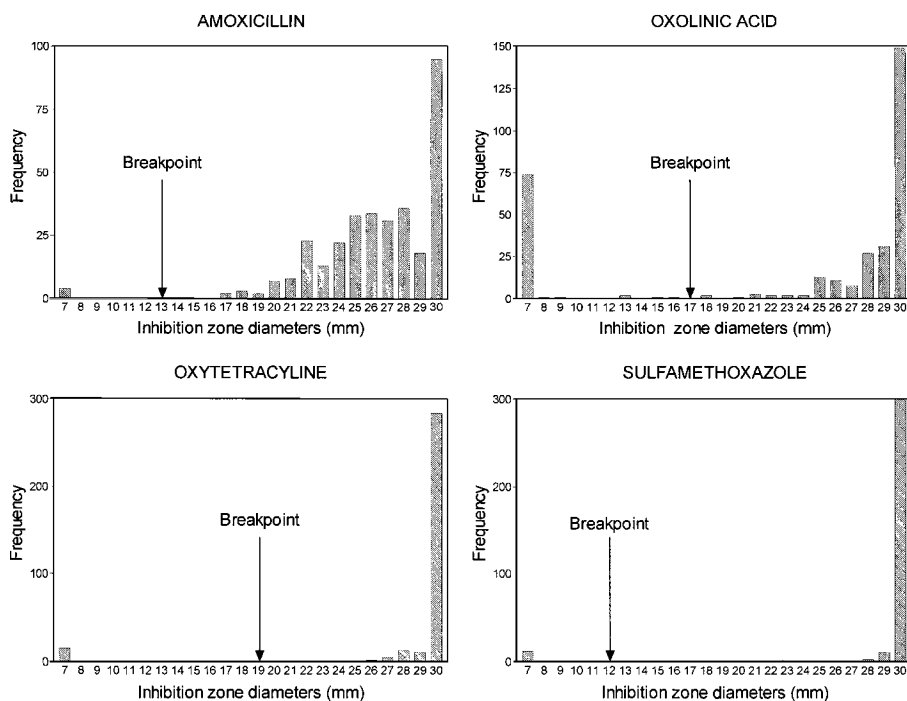 AMOXICILLIN
100
75
50
25
0
Frequency
Breakpoint
7 8 9 10 11 12 13 14 15 16 17 18 19 20 21 22 23 24 25 26 27 28 29 30
Inhibition zone diameters (mm)
OXOLINIC ACID
150
125
100
75
50
25
0
Frequency
Breakpoint
7 8 9 10 11 12 13 14 15 16 17 18 19 20 21 22 23 24 25 26 27 28 29 30
Inhibition zone diameters (mm)
OXYTETRACYLINE
300
200
100
0
Frequency
Breakpoint
7 8 9 10 11 12 13 14 15 16 17 18 19 20 21 22 23 24 25 26 27 28 29 30
Inhibition zone diameters (mm)
SULFAMETHOXAZOLE
300
200
100
0
Frequency
Breakpoint
7 8 9 10 11 12 13 14 15 16 17 18 19 20 21 22 23 24 25 26 27 28 29 30
Inhibition zone diameters (mm)